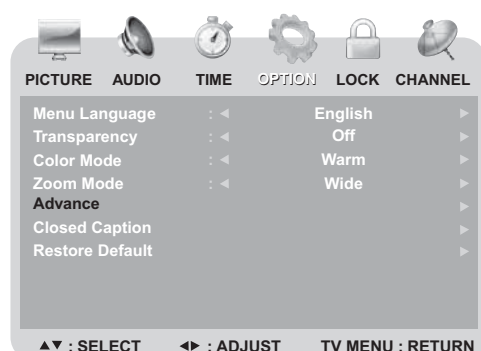 PICTURE AUDIO TIME OPTION LOCK CHANNEL
Menu Language : ◀ English ▶
Transparency : ◀ Off ▶
Color Mode : ◀ Warm ▶
Zoom Mode : ◀ Wide ▶
Advance ▶
Closed Caption ▶
Restore Default ▶
▲▼ : SELECT ◀▶ : ADJUST TV MENU : RETURN